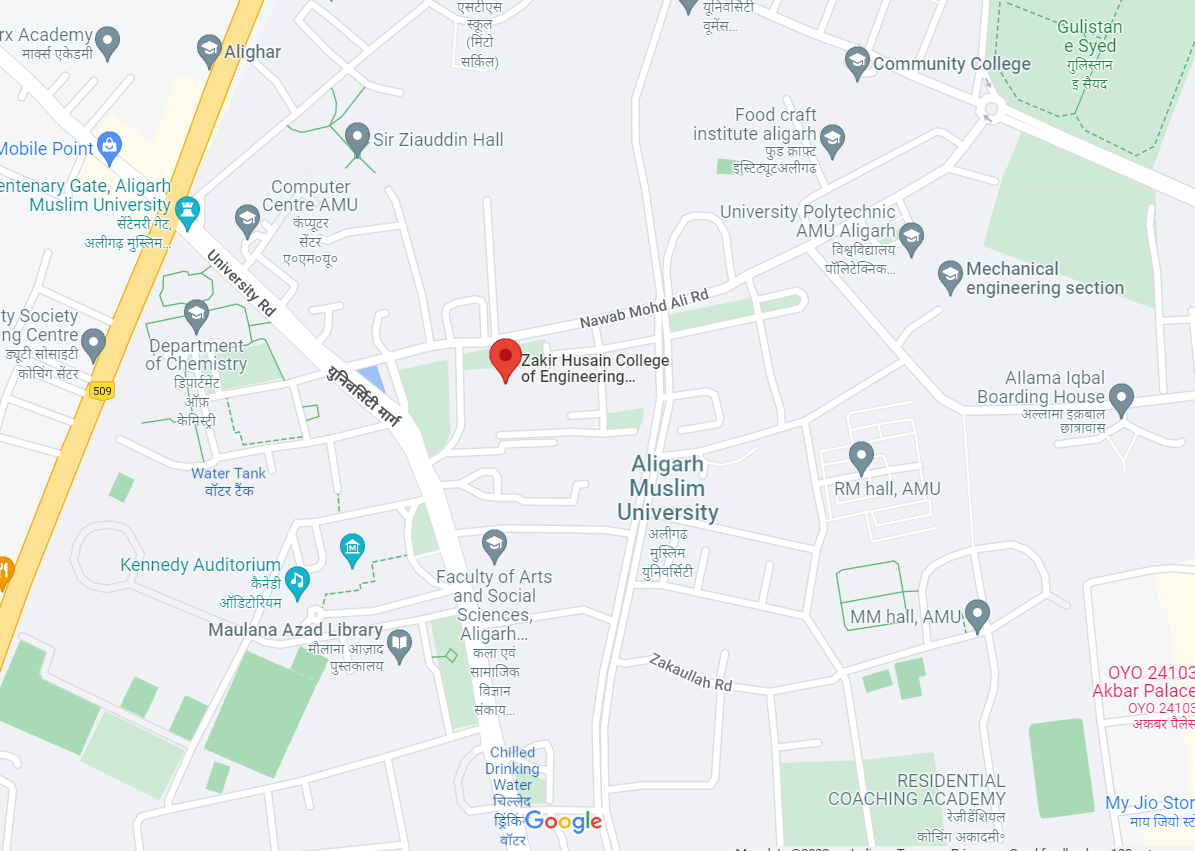 rx Academy
मार्क्स एकेडमी
Alighar
एसटीएस
स्कूल
(मिंटो
सर्किल)
यूनिवर्सिटी
वूमेंस...
Community College
Gulistan
e Syed
गुलिस्तान
इ सैयद
Food craft
institute aligarh
फुड क्राफ्ट
इंस्टिट्यूटअलीगढ
Sir Ziauddin Hall
Mobile Point
entenary Gate, Aligarh
Muslim University
सेंटेनरी गेट,
अलीगढ़ मुस्लिम...
Computer
Centre AMU
कंप्यूटर
सेंटर
ए०एम०यू०
University Polytechnic
AMU Aligarh
विश्वविद्यालय
पॉलिटेक्निक...
Mechanical
engineering section
University Rd
Nawab Mohd Ali Rd
ty Society
ng Centre
ड्यूटी सोसाइटी
कोचिंग सेंटर
Department
of Chemistry
डिपार्टमेंट
ऑफ़
केमिस्ट्री
यूनिवर्सिटी मार्ग
Zakir Husain College
of Engineering...
509
Allama Iqbal
Boarding House
अल्लामा इक़बाल
छात्रावास
Water Tank
वॉटर टैंक
Aligarh
Muslim
University
अलीगढ
मुस्लिम
युनिवर्सिटी
RM hall, AMU
Kennedy Auditorium
कैनेडी
ऑडिटोरियम
Faculty of Arts
and Social
Sciences,
Aligarh...
कला एवं
सामाजिक
विज्ञान
संकाय...
Maulana Azad Library
मौलाना आज़ाद
पुस्तकालय
MM hall, AMU
Zakaullah Rd
OYO 24103
Akbar Palace
OYO 24103
अकबर पैलेस
Chilled
Drinking
Water
चिल्लेद
ड्रिंकिंग
वॉटर
Google
RESIDENTIAL
COACHING ACADEMY
रेजीडेंशियल
कोचिंग अकादमी॰
My Jio Stor
माय जियो स्टो